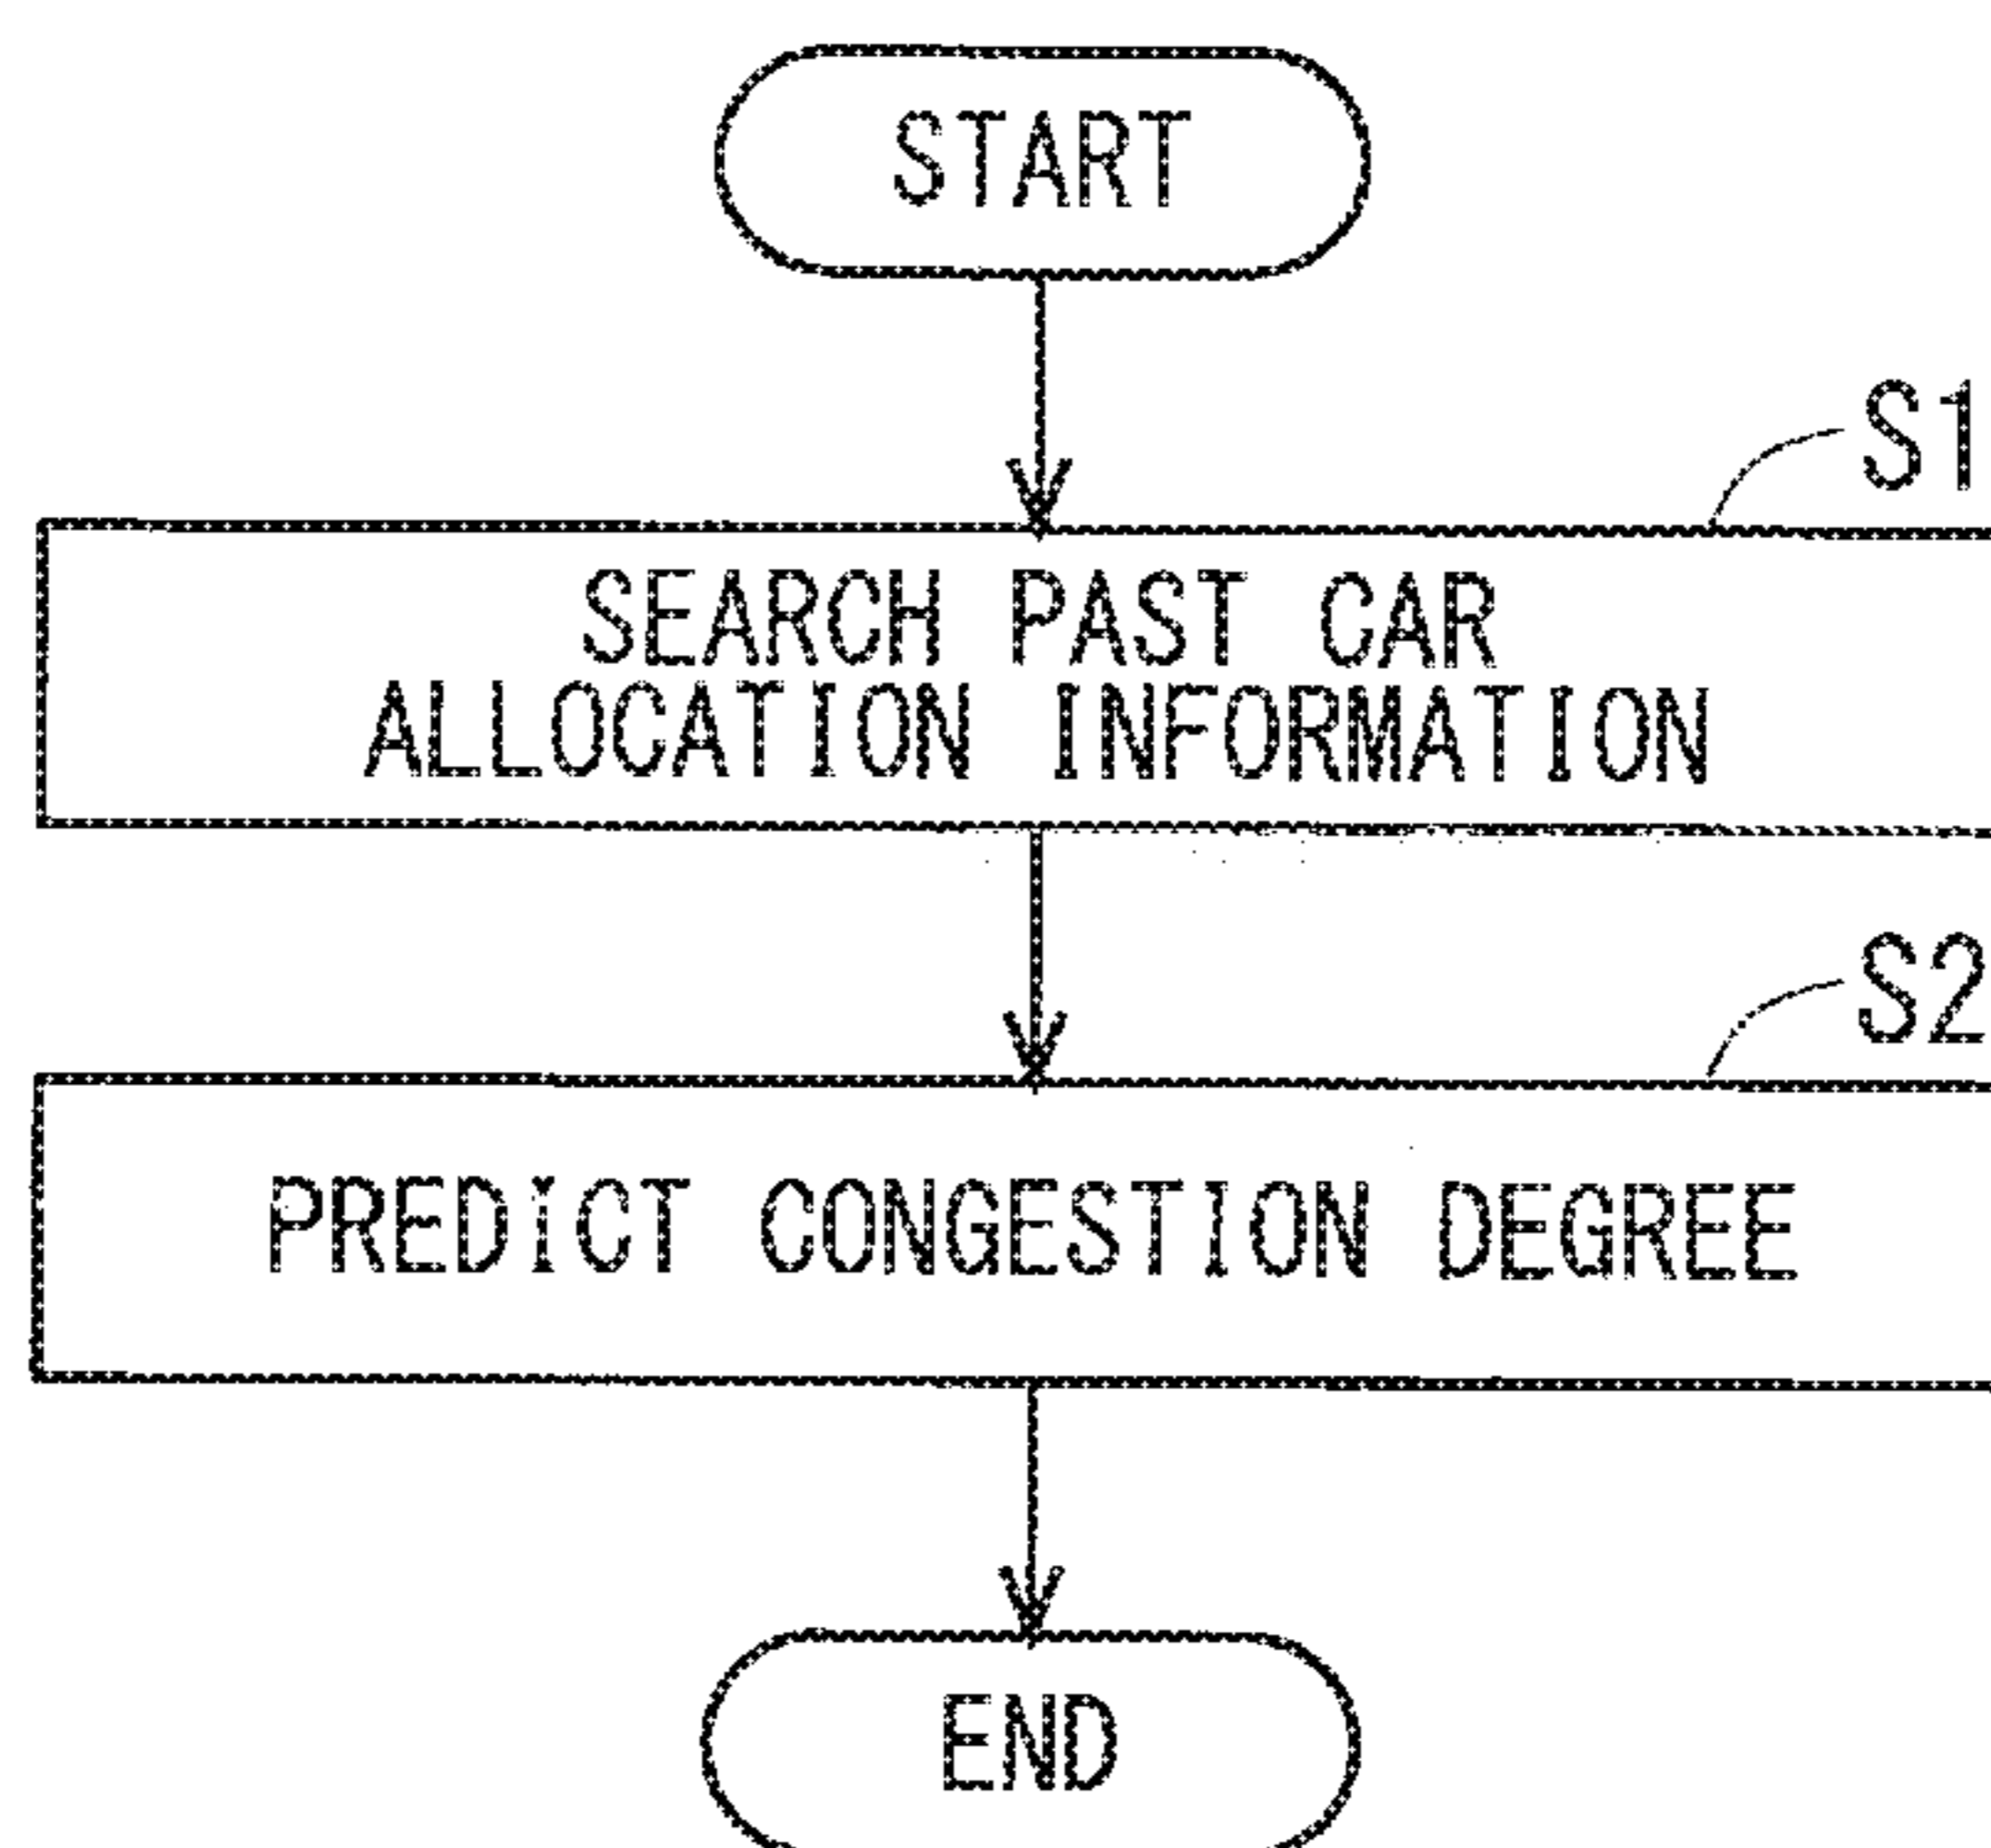 START
S1
SEARCH PAST CAR
ALLOCATION INFORMATION
S2
PREDICT CONGESTION DEGREE
END